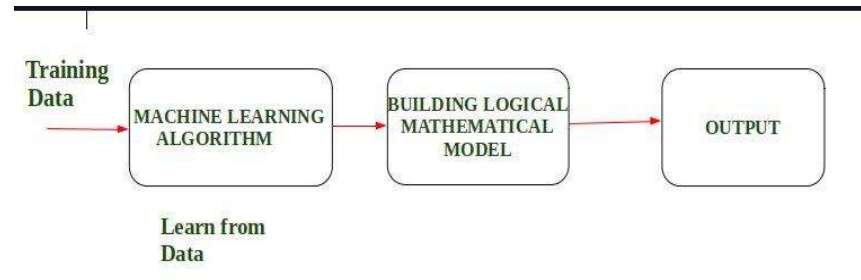 Training
Data
MACHINE LEARNING
ALGORITHM
Learn from
Data
BUILDING LOGICAL
MATHEMATICAL
MODEL
OUTPUT